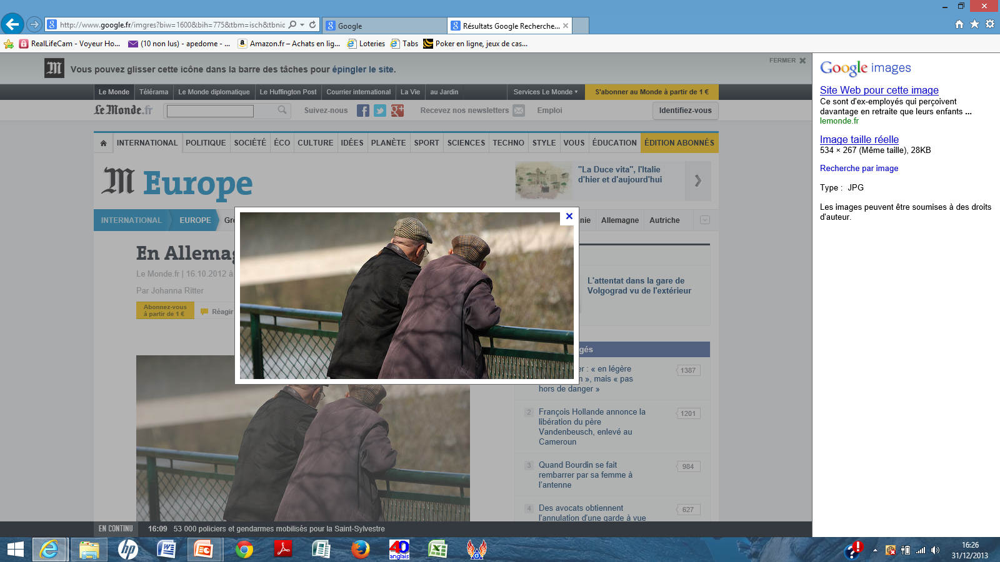 http://www.google.fr/imgres?biw=1600&bih=775&tbm=isch&tbnic
Google
Résultats Google Recherche...
RealLifeCam - Voyeur Ho...
(10 non lus) - apedome - ...
Amazon.fr – Achats en lig...
Loteries
Tabs
Poker en ligne, jeux de cas...
Vous pouvez glisser cette icône dans la barre des tâches pour épingler le site.
FERMER
Le Monde
Télérama
Le Monde diplomatique
Le Huffington Post
Courrier international
La Vie
au Jardin
Services Le Monde
S'abonner au Monde à partir de 1 €
Le Monde.fr
Suivez-nous
Recevez nos newsletters
Emploi
Identifiez-vous
INTERNATIONAL
POLITIQUE
SOCIÉTÉ
ÉCO
CULTURE
IDÉES
PLANÈTE
SPORT
SCIENCES
TECHNO
STYLE
VOUS
ÉDUCATION
ÉDITION ABONNÉS
M Europe
"La Duce vita", l'Italie
d'hier et d'aujourd'hui
INTERNATIONAL
EUROPE
Gr
nie
Allemagne
Autriche
En Allema
Le Monde.fr | 16.10.2012 à
Par Johanna Ritter
Abonnez-vous
à partir de 1 €
Réagir
L'attentat dans la gare de
Volgograd vu de l'extérieur
gés
er : « en légère
n », mais « pas
hors de danger »
1387
2
François Hollande annonce la
libération du père
Vandenbeusch, enlevé au
Cameroun
1201
3
Quand Bourdin se fait
rembarrer par sa femme à
l'antenne
984
4
Des avocats obtiennent
l'annulation d'une garde à vue
627
EN CONTINU
16:09 53 000 policiers et gendarmes mobilisés pour la Saint-Sylvestre
Google images
Site Web pour cette image
Ce sont d'ex-employés qui perçoivent
davantage en retraite que leurs enfants ...
lemonde.fr
Image taille réelle
534 × 267 (Même taille), 28KB
Recherche par image
Type : JPG
Les images peuvent être soumises à des droits
d'auteur.
hp
40
anglais
16:26
31/12/2013